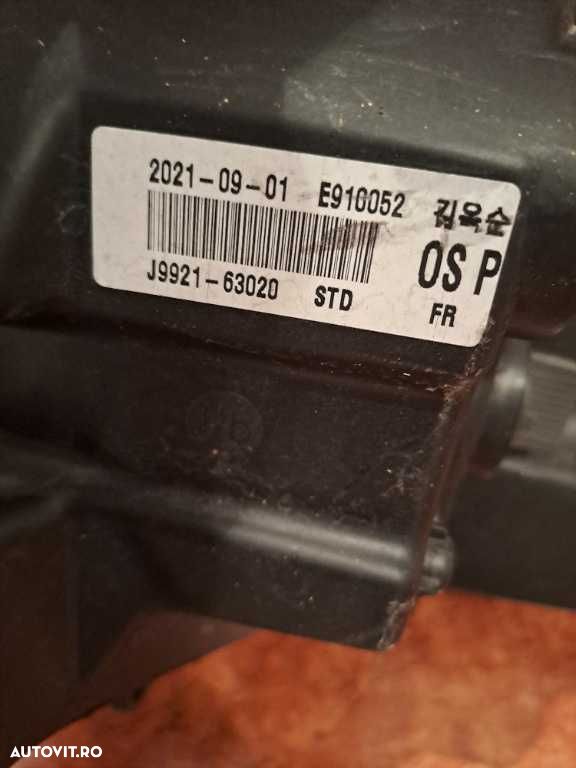 2021-09-01 E910052 김옥순
J9921-63020 STD OS P
FR
AUTOVIT.RO